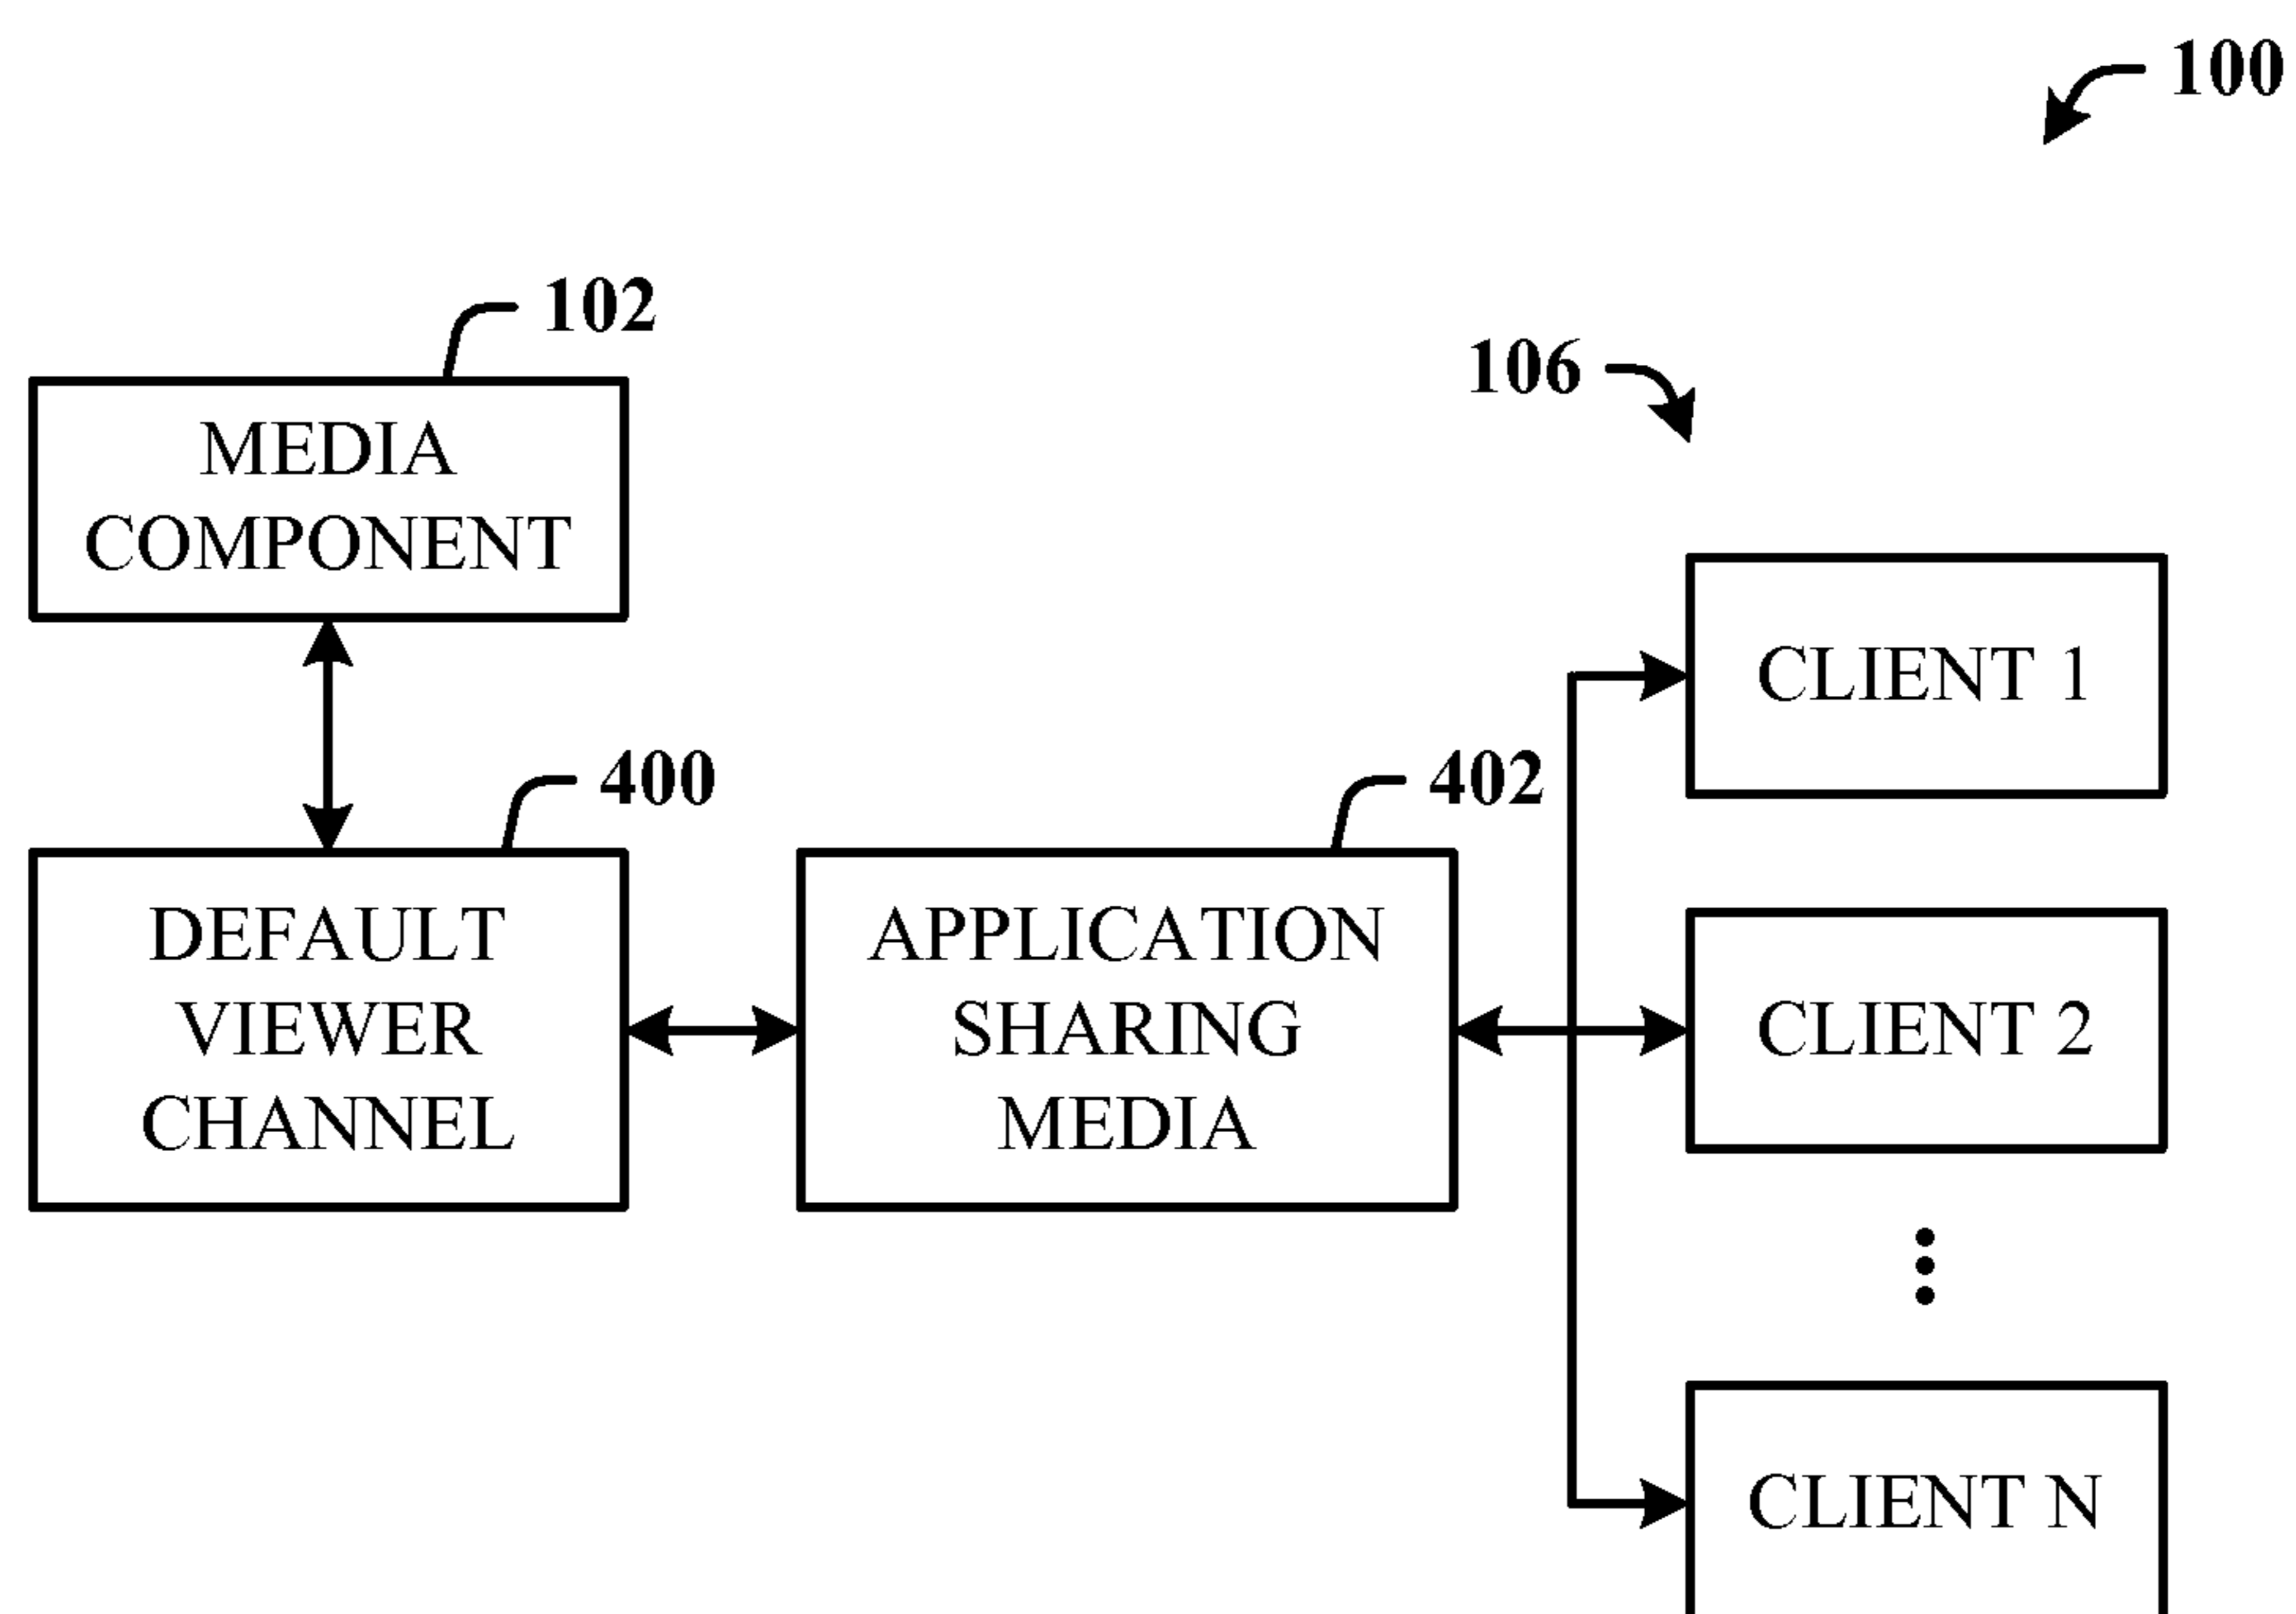 100
102
106
MEDIA
COMPONENT
CLIENT 1
400
402
DEFAULT
VIEWER
CHANNEL
APPLICATION
SHARING
MEDIA
CLIENT 2
CLIENT N